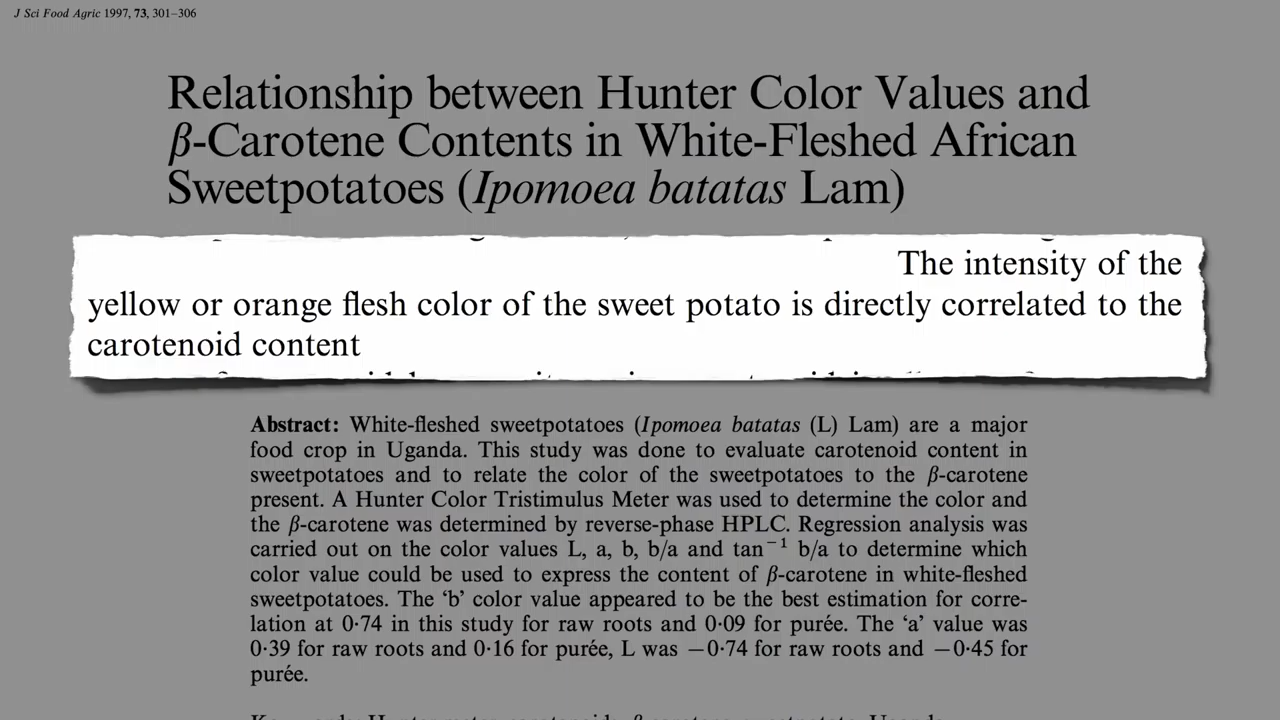 J Sci Food Agric 1997, 73, 301–306
Relationship between Hunter Color Values and
β-Carotene Contents in White-Fleshed African
Sweetpotatoes (Ipomoea batatas Lam)
The intensity of the
yellow or orange flesh color of the sweet potato is directly correlated to the
carotenoid content
Abstract: White-fleshed sweetpotatoes (Ipomoea batatas (L) Lam) are a major
food crop in Uganda. This study was done to evaluate carotenoid content in
sweetpotatoes and to relate the color of the sweetpotatoes to the β-carotene
present. A Hunter Color Tristimulus Meter was used to determine the color and
the β-carotene was determined by reverse-phase HPLC. Regression analysis was
carried out on the color values L, a, b, b/a and tan⁻¹ b/a to determine which
color value could be used to express the content of β-carotene in white-fleshed
sweetpotatoes. The ‘b’ color value appeared to be the best estimation for corre-
lation at 0·74 in this study for raw roots and 0·09 for purée. The ‘a’ value was
0·39 for raw roots and 0·16 for purée, L was −0·74 for raw roots and −0·45 for
purée.